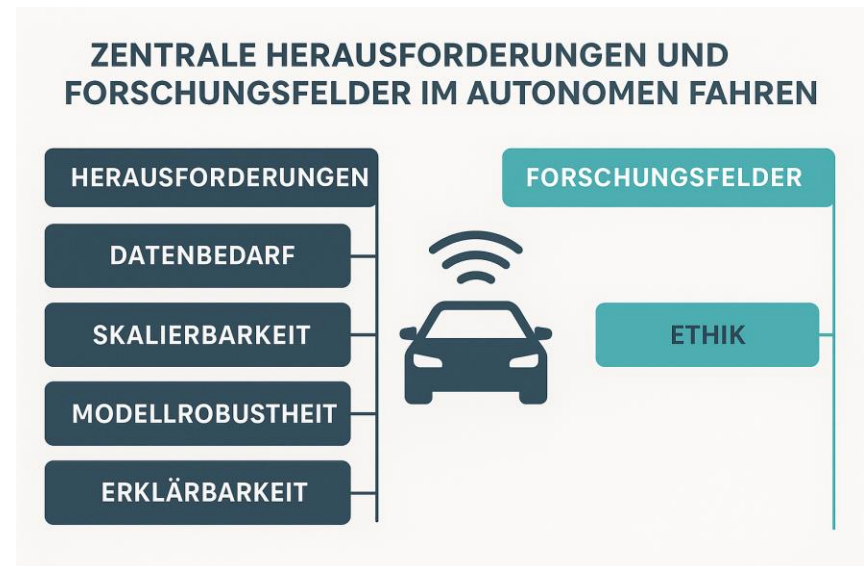 ZENTRALE HERAUSFORDERUNGEN UND
FORSCHUNGSFELDER IM AUTONOMEN FAHREN
HERAUSFORDERUNGEN
DATENBEDARF
SKALIERBARKEIT
MODELLROBUSTHEIT
ERKLÄRBARKEIT
FORSCHUNGSFELDER
ETHIK